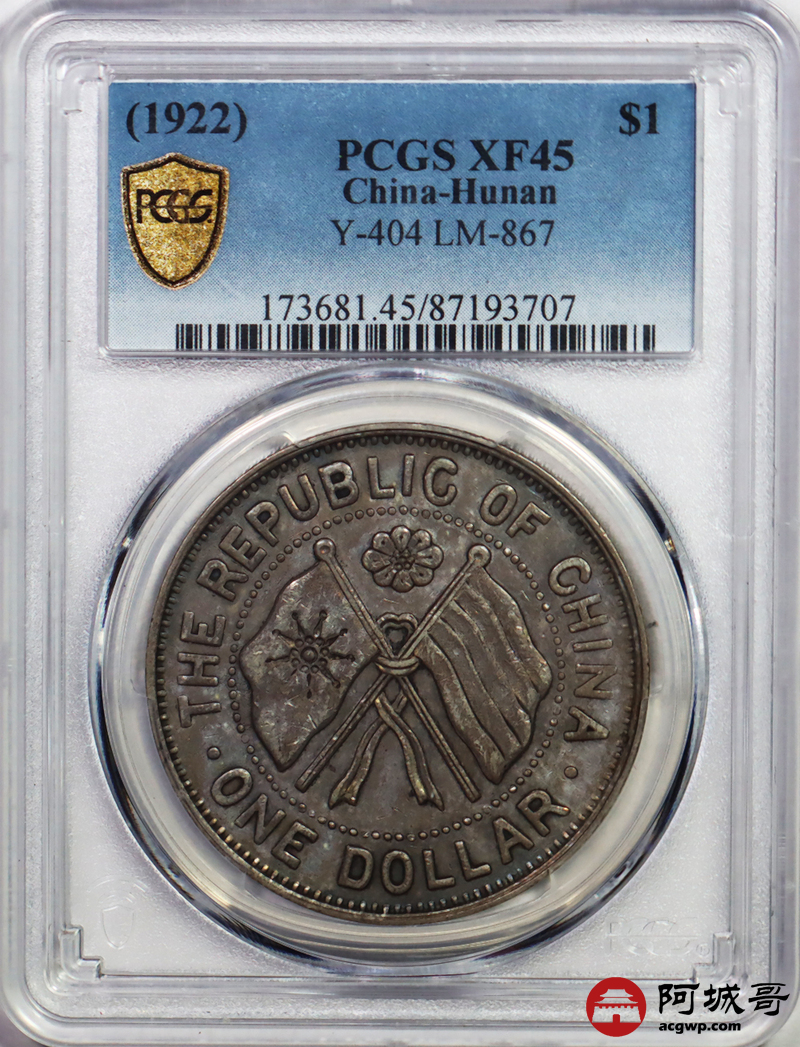 (1922) $1
PCGS XF45
China-Hunan
Y-404 LM-867
PCGS
173681.45/87193707
THE REPUBLIC OF CHINA
· ONE DOLLAR ·
阿城哥
acgwp.com